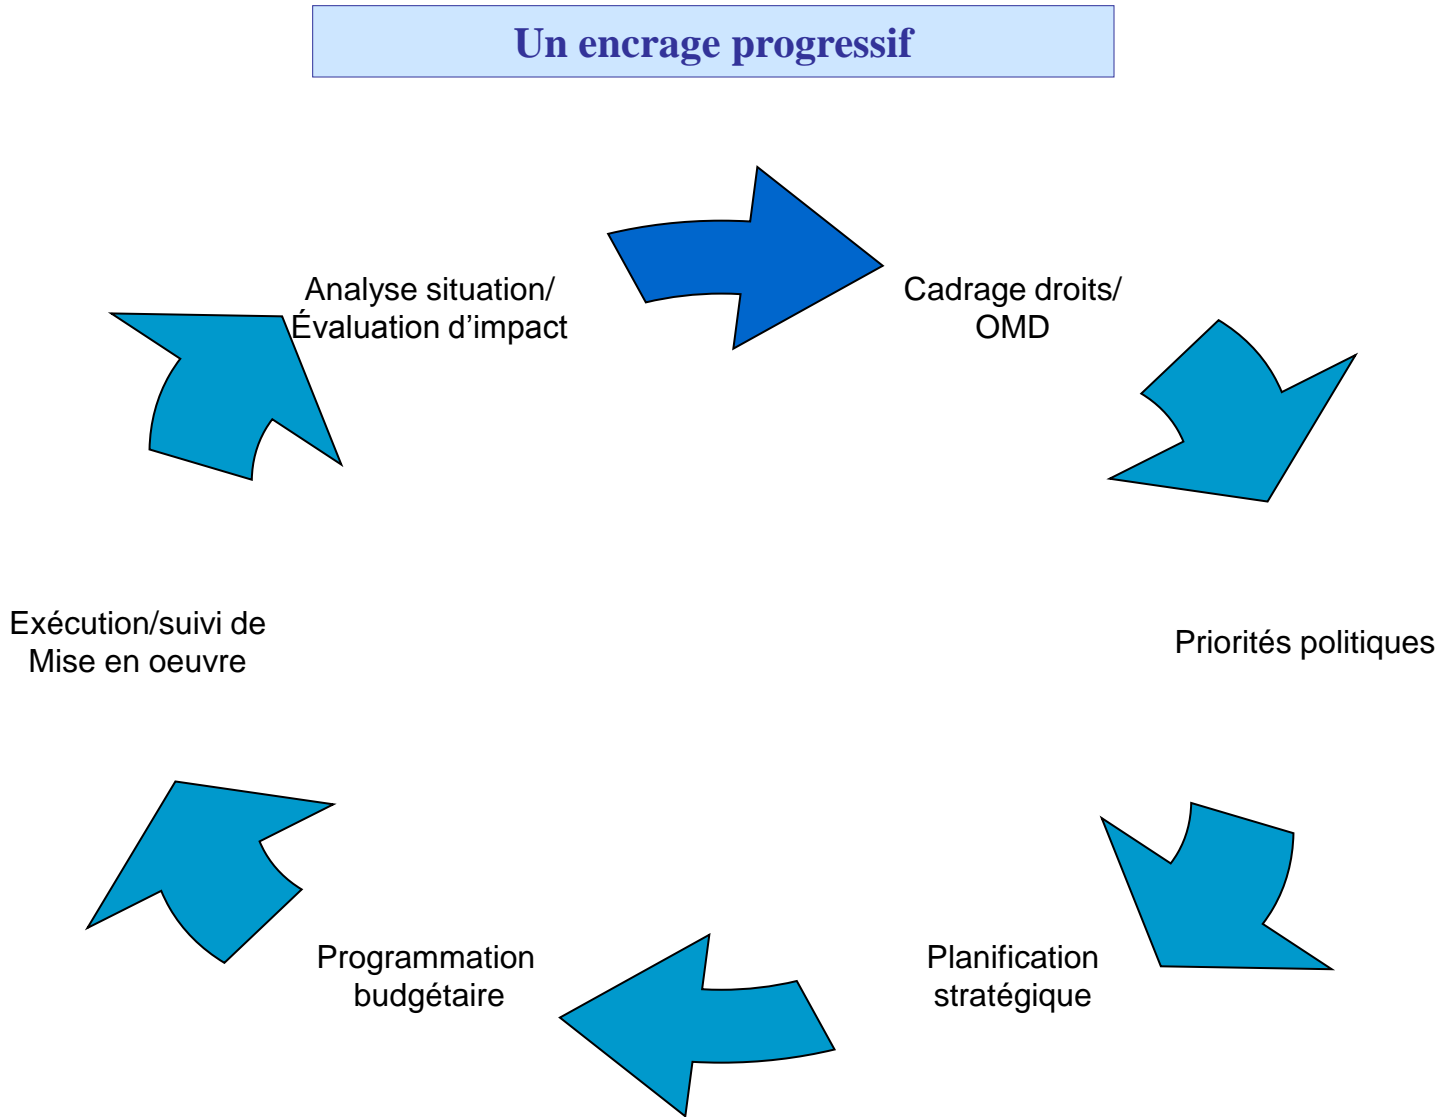 Un encrage progressif
Analyse situation/
Évaluation d’impact
Cadrage droits/
OMD
Priorités politiques
Planification
stratégique
Programmation
budgétaire
Exécution/suivi de
Mise en oeuvre